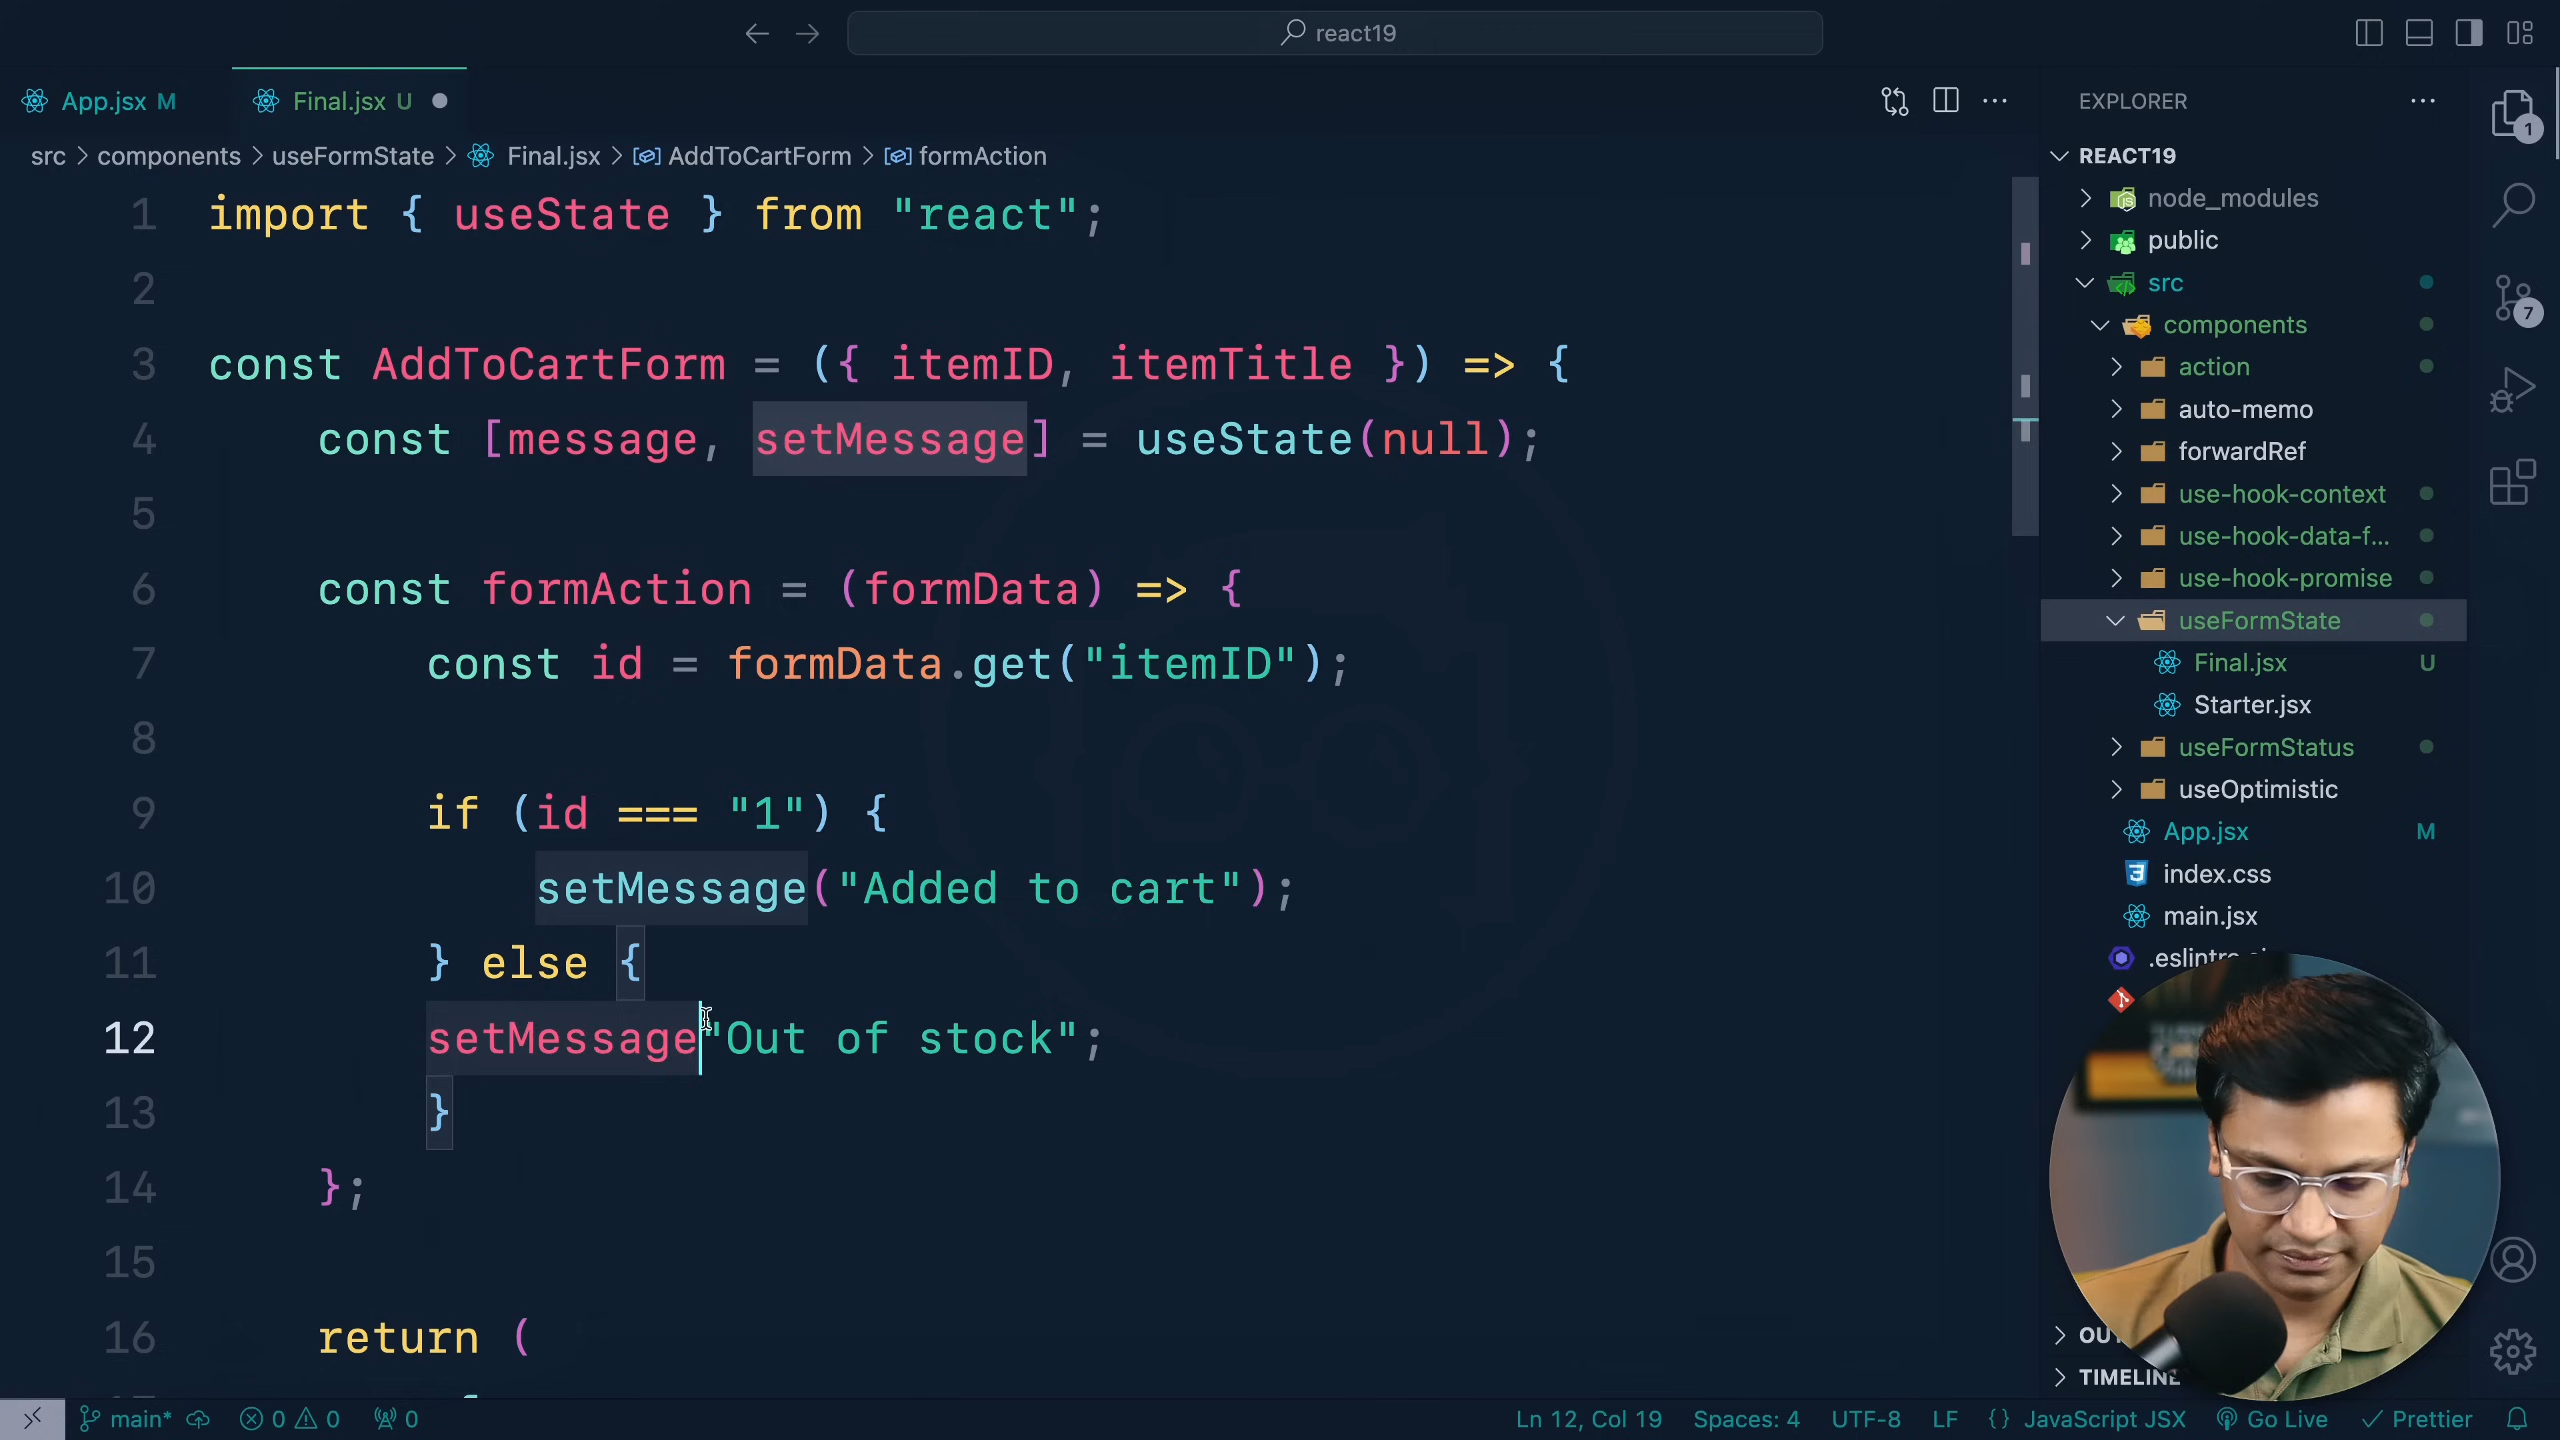 react19
App.jsx M
Final.jsx U
src > components > useFormState > Final.jsx > AddToCartForm > formAction
1 import { useState } from "react";
2
3 const AddToCartForm = ({ itemID, itemTitle }) => {
4 const [message, setMessage] = useState(null);
5
6 const formAction = (formData) => {
7 const id = formData.get("itemID");
8
9 if (id === "1") {
10 setMessage("Added to cart");
11 } else {
12 setMessage"Out of stock";
13 }
14 };
15
16 return (
EXPLORER
1
REACT19
node_modules
public
src
7
components
action
auto-memo
forwardRef
use-hook-context
use-hook-data-f...
use-hook-promise
useFormState
Final.jsx U
Starter.jsx
useFormStatus
useOptimistic
App.jsx M
index.css
main.jsx
TIMELINE
main* 0 0 0
Ln 12, Col 19 Spaces: 4 UTF-8 LF {} JavaScript JSX Go Live Prettier